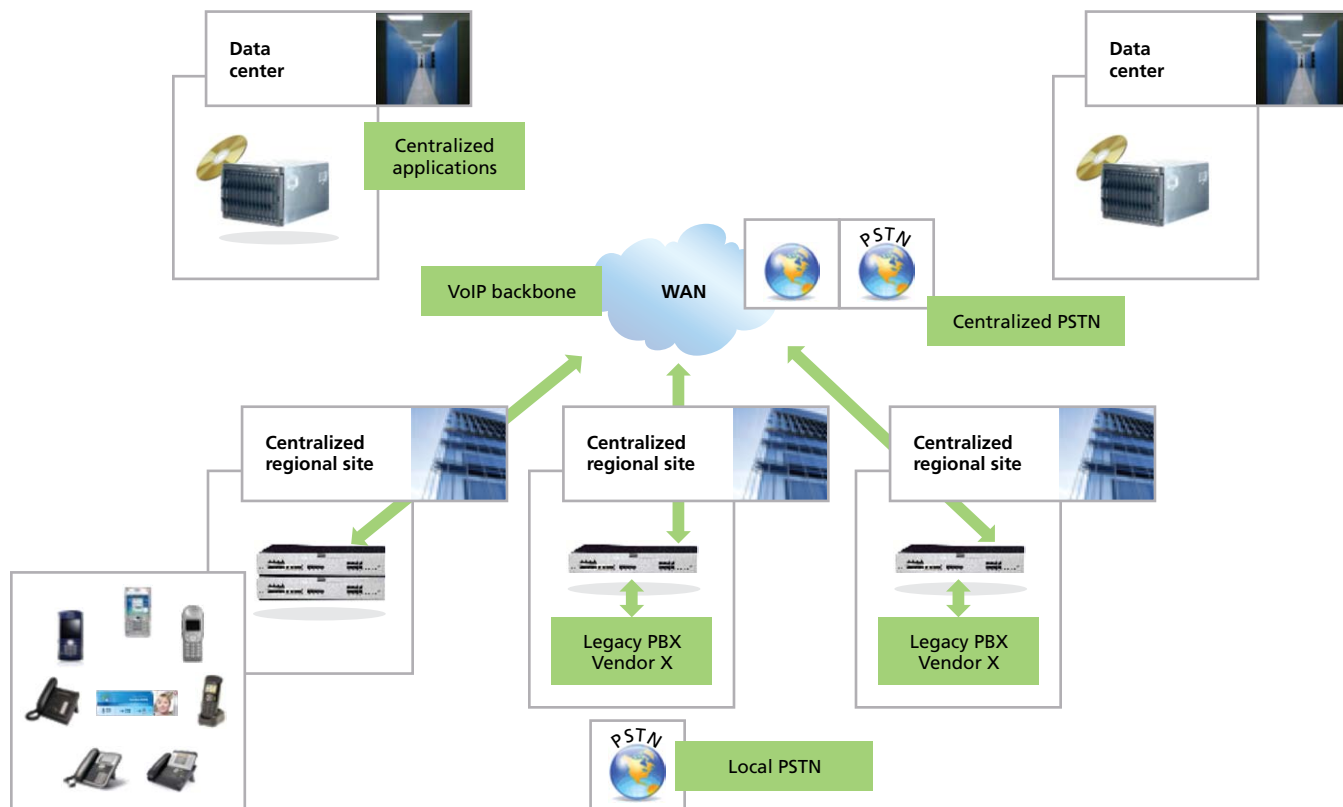 Data
center
Data
center
Centralized
applications
PSTN
VoIP backbone
WAN
Centralized PSTN
Centralized
regional site
Centralized
regional site
Centralized
regional site
Legacy PBX
Vendor X
Legacy PBX
Vendor X
PSTN
Local PSTN